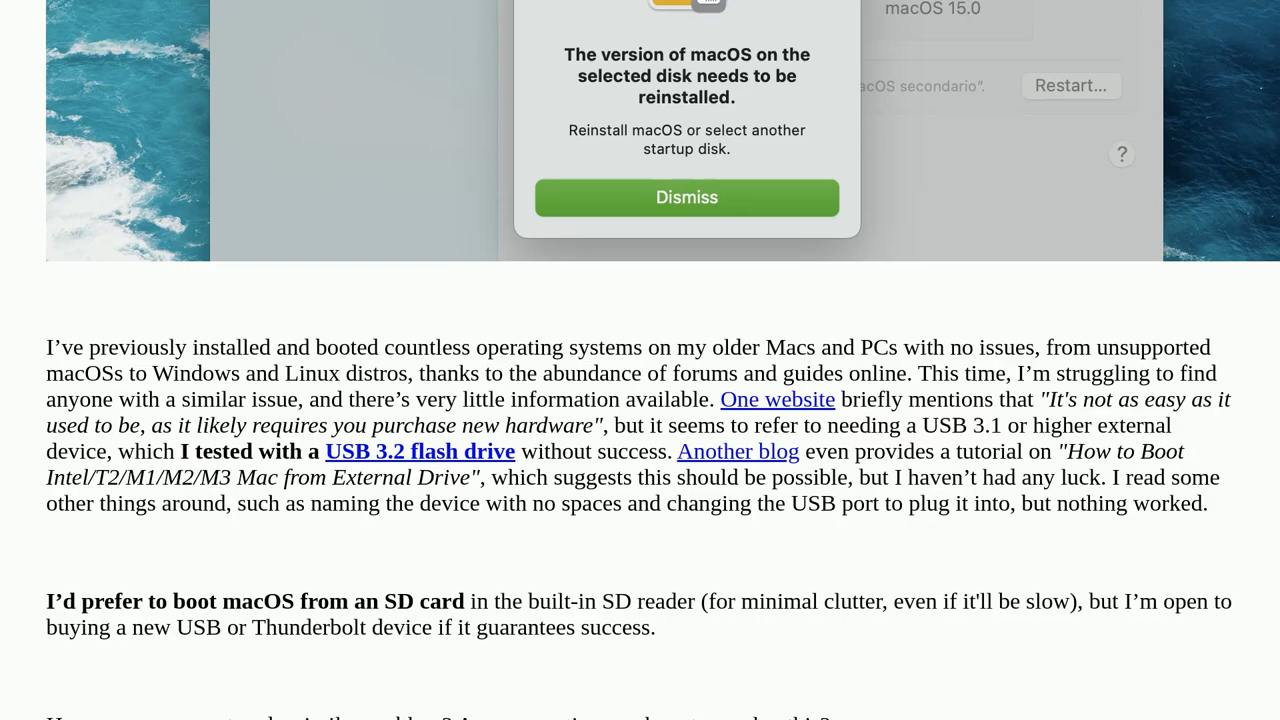 macOS 15.0
The version of macOS on the
selected disk needs to be
reinstalled.
acOS secondario".
Restart...
Reinstall macOS or select another
startup disk.
?
Dismiss
I’ve previously installed and booted countless operating systems on my older Macs and PCs with no issues, from unsupported
macOSs to Windows and Linux distros, thanks to the abundance of forums and guides online. This time, I’m struggling to find
anyone with a similar issue, and there’s very little information available. One website briefly mentions that "It's not as easy as it
used to be, as it likely requires you purchase new hardware", but it seems to refer to needing a USB 3.1 or higher external
device, which I tested with a USB 3.2 flash drive without success. Another blog even provides a tutorial on "How to Boot
Intel/T2/M1/M2/M3 Mac from External Drive", which suggests this should be possible, but I haven’t had any luck. I read some
other things around, such as naming the device with no spaces and changing the USB port to plug it into, but nothing worked.
I’d prefer to boot macOS from an SD card in the built-in SD reader (for minimal clutter, even if it'll be slow), but I’m open to
buying a new USB or Thunderbolt device if it guarantees success.